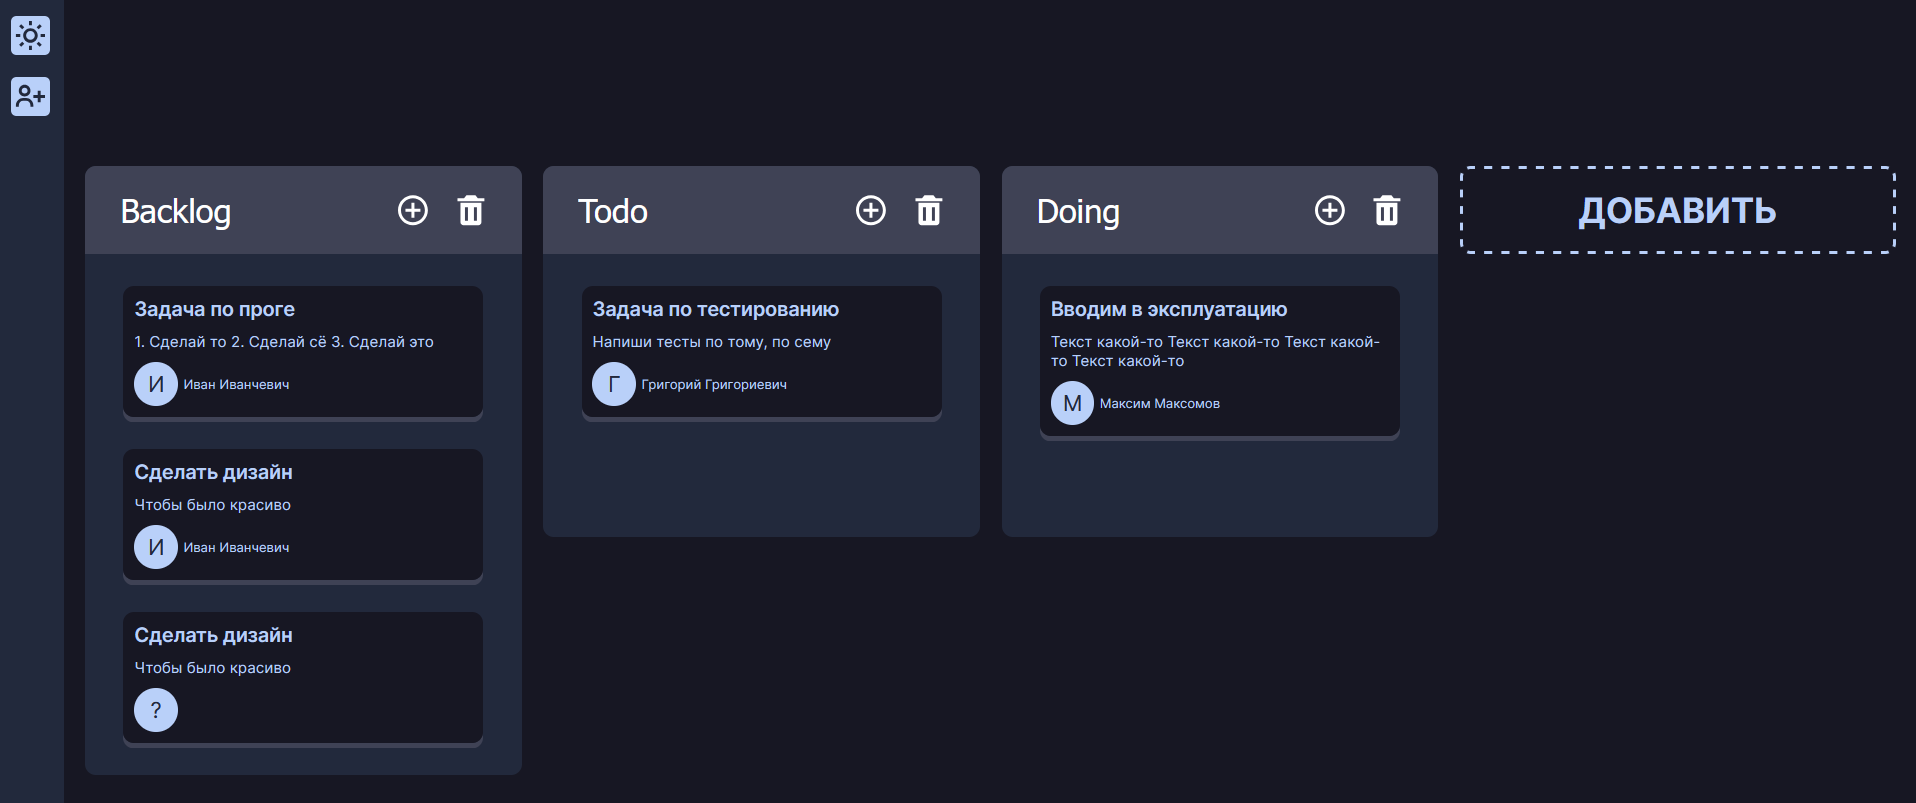 Backlog
Задача по проге
1. Сделай то 2. Сделай сё 3. Сделай это
И
Иван Иванчевич
Сделать дизайн
Чтобы было красиво
И
Иван Иванчевич
Сделать дизайн
Чтобы было красиво
?
Todo
Задача по тестированию
Напиши тесты по тому, по сему
Г
Григорий Григориевич
Doing
Вводим в эксплуатацию
Текст какой-то Текст какой-то Текст какой-
то Текст какой-то
М
Максим Максомов
ДОБАВИТЬ